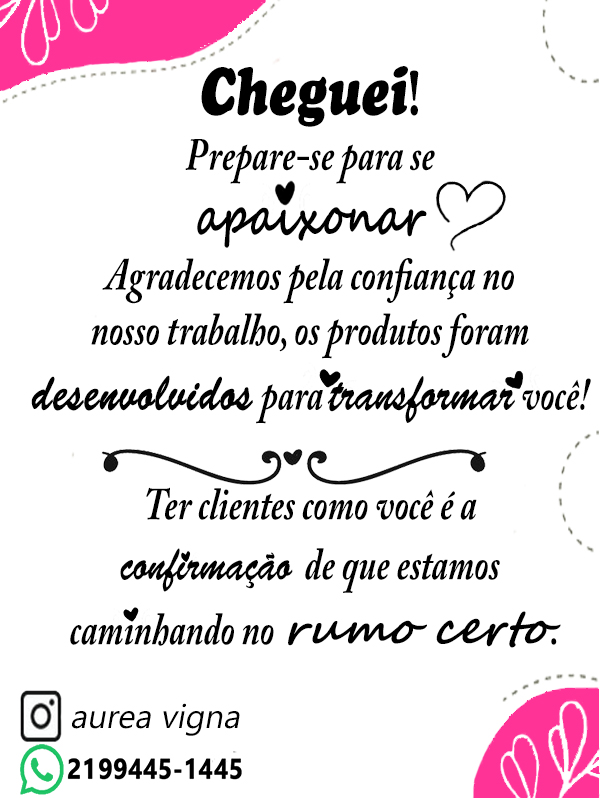 Cheguei!
Prepare-se para se
apaixonar
Agradecemos pela confiança no
nosso trabalho, os produtos foram
desenvolvidos para transformar você!
Ter clientes como você é a
confirmação de que estamos
caminhando no rumo certo.
aurea vigna
2199445-1445